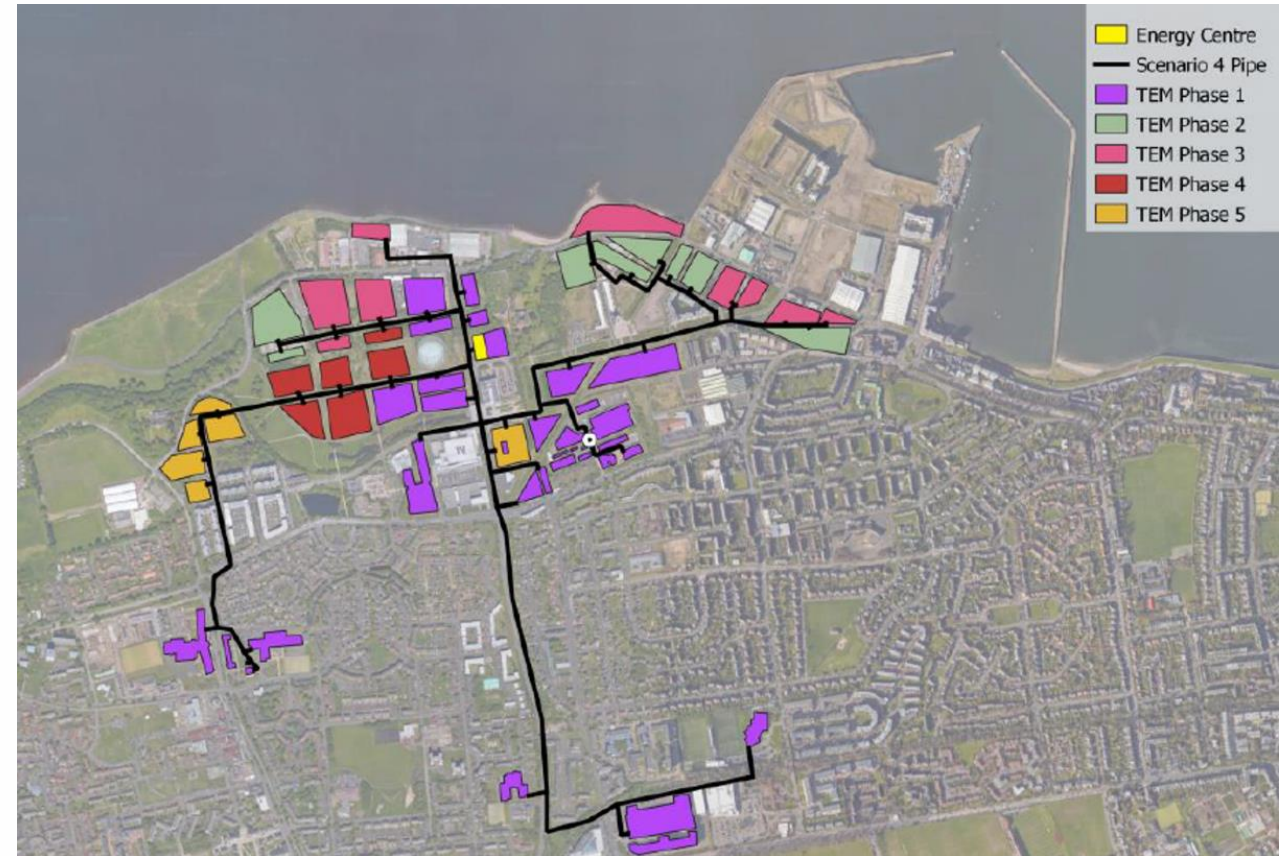 Energy Centre
Scenario 4 Pipe
TEM Phase 1
TEM Phase 2
TEM Phase 3
TEM Phase 4
TEM Phase 5